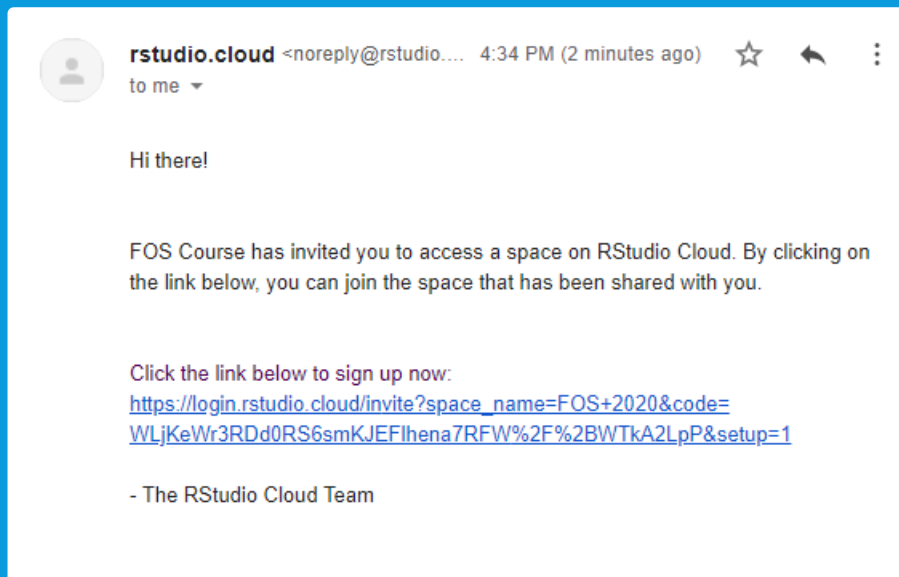 rstudio.cloud <noreply@rstudio.... 4:34 PM (2 minutes ago)
to me
Hi there!
FOS Course has invited you to access a space on RStudio Cloud. By clicking on
the link below, you can join the space that has been shared with you.
Click the link below to sign up now:
https://login.rstudio.cloud/invite?space_name=FOS+2020&code=
WLjKeWr3RDd0RS6smKJEFlhena7RFW%2F%2BWTkA2LpP&setup=1
- The RStudio Cloud Team